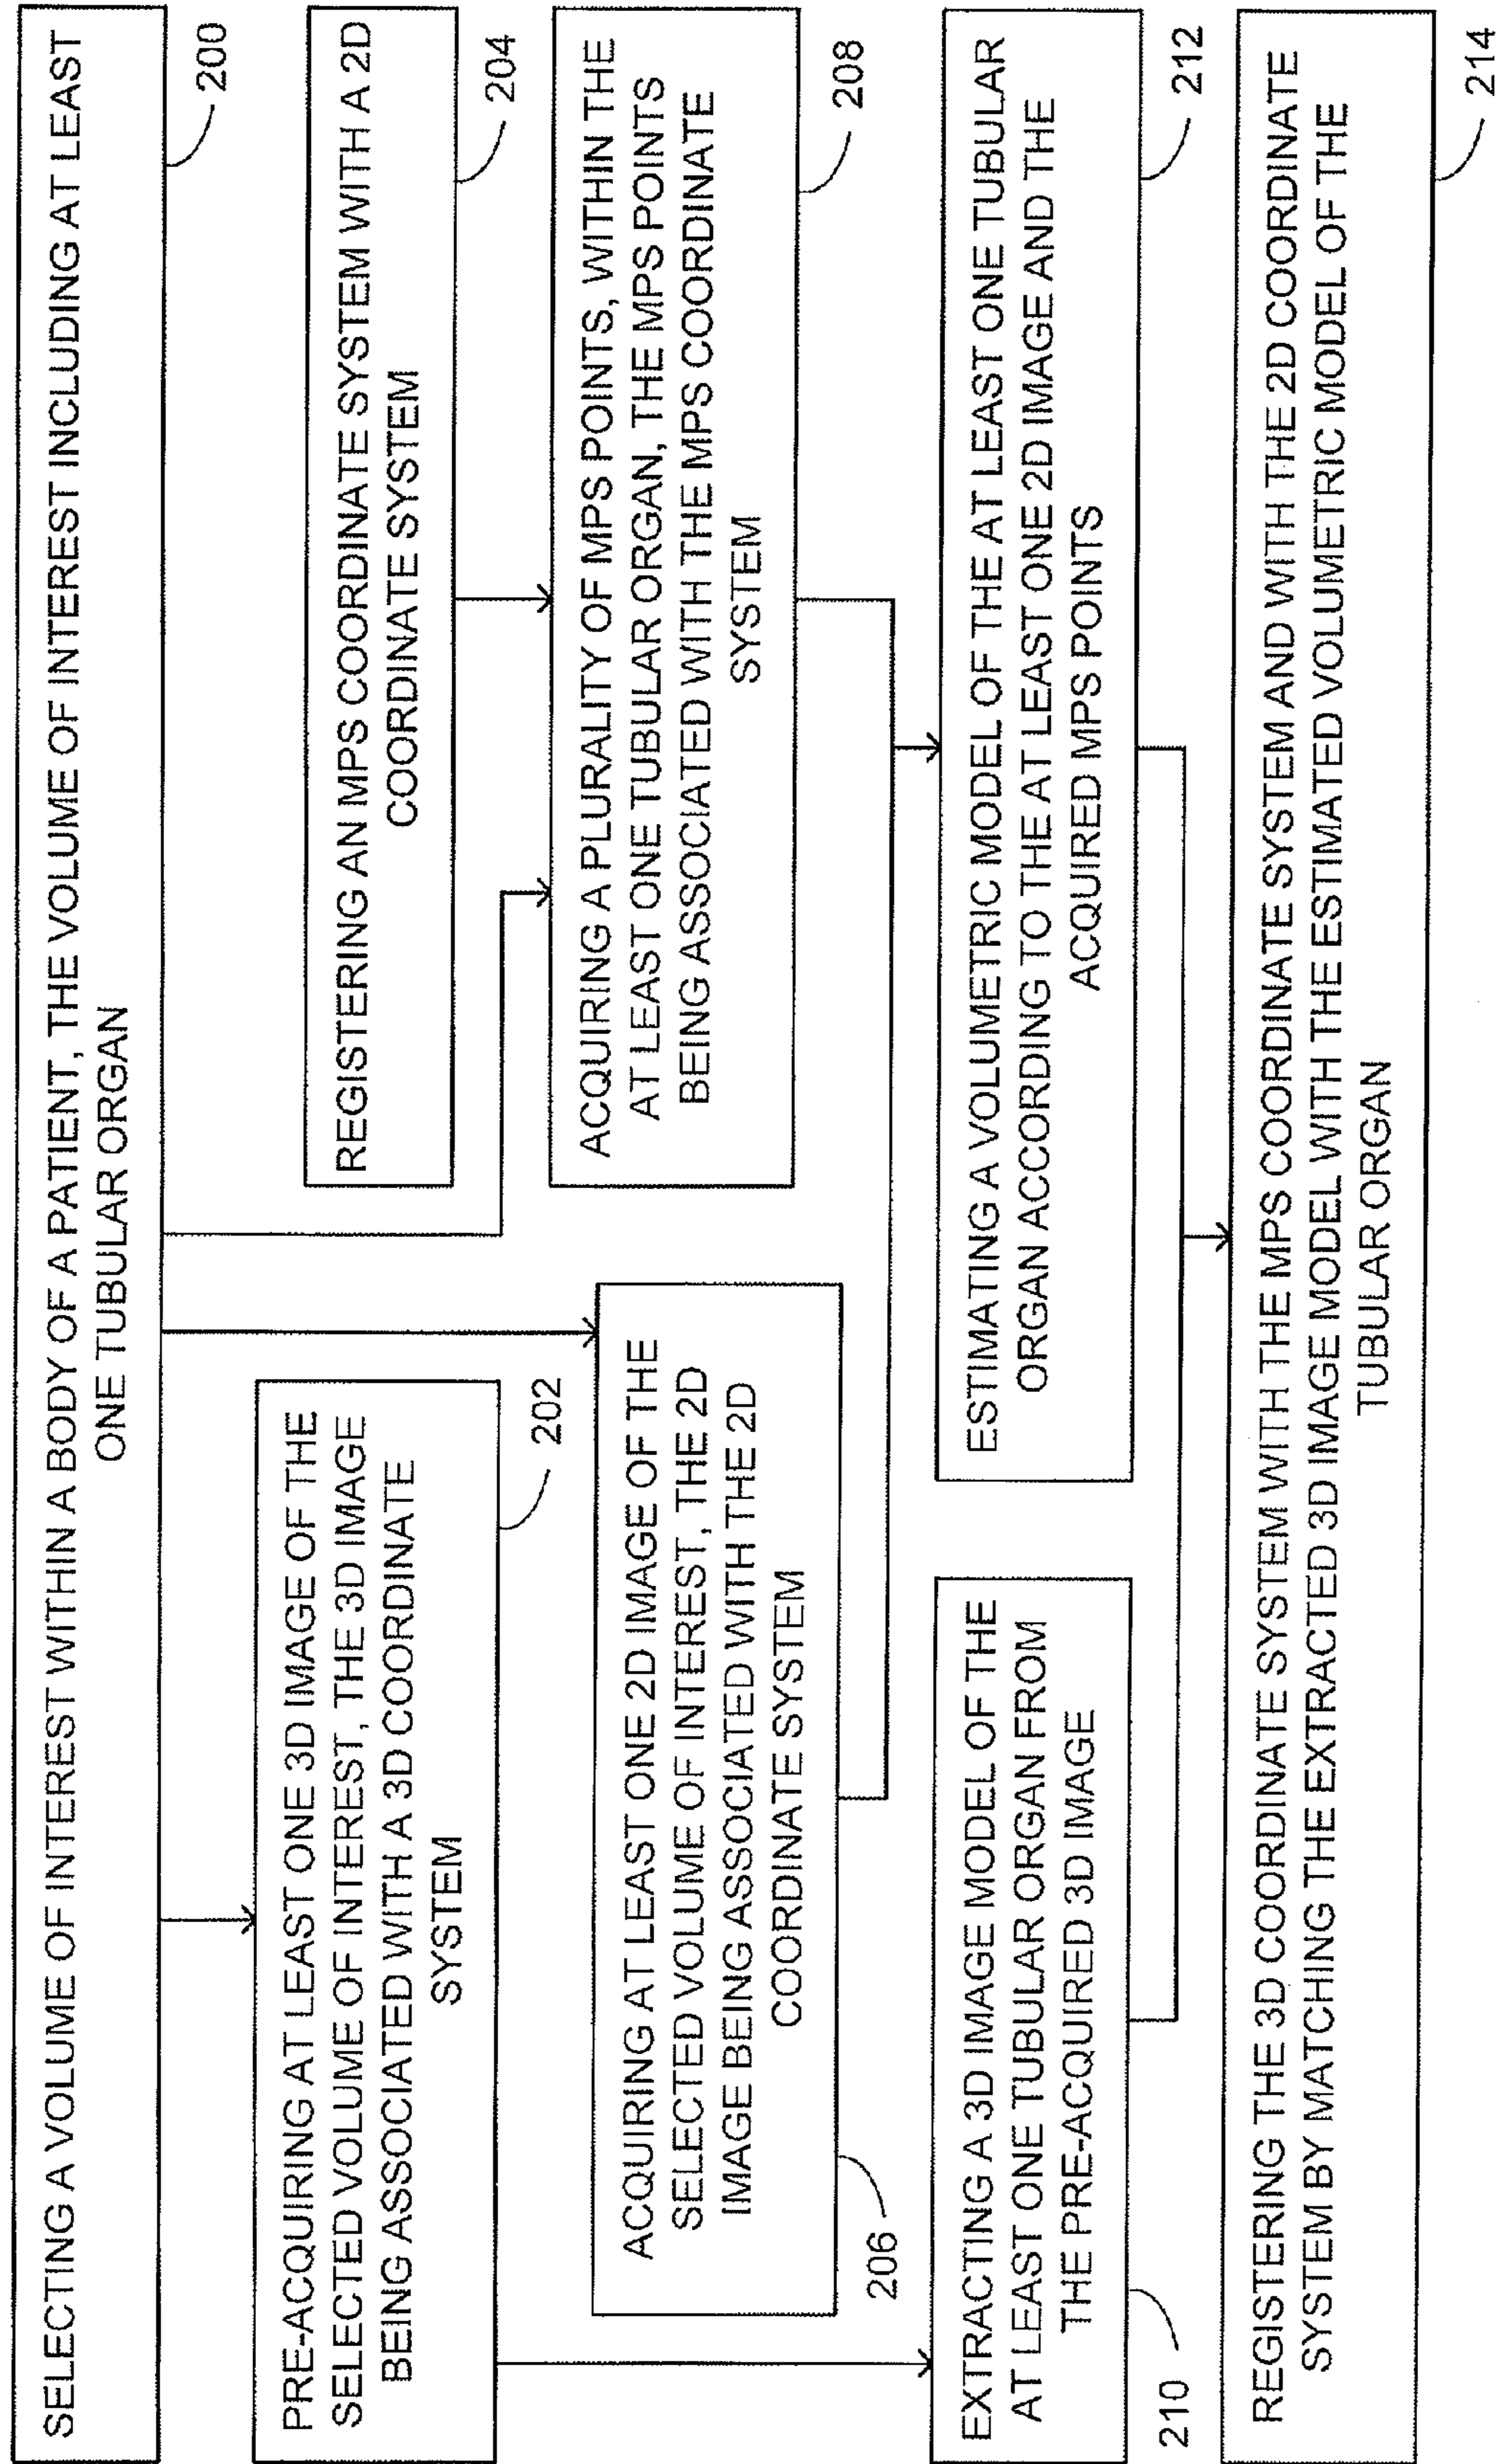 SELECTING A VOLUME OF INTEREST WITHIN A BODY OF A PATIENT, THE VOLUME OF INTEREST INCLUDING AT LEAST
ONE TUBULAR ORGAN
200
PRE-ACQUIRING AT LEAST ONE 3D IMAGE OF THE
SELECTED VOLUME OF INTEREST, THE 3D IMAGE
BEING ASSOCIATED WITH A 3D COORDINATE
SYSTEM
202
REGISTERING AN MPS COORDINATE SYSTEM WITH A 2D
COORDINATE SYSTEM
204
ACQUIRING AT LEAST ONE 2D IMAGE OF THE
SELECTED VOLUME OF INTEREST, THE 2D
IMAGE BEING ASSOCIATED WITH THE 2D
COORDINATE SYSTEM
206
ACQUIRING A PLURALITY OF MPS POINTS, WITHIN THE
AT LEAST ONE TUBULAR ORGAN, THE MPS POINTS
BEING ASSOCIATED WITH THE MPS COORDINATE
SYSTEM
208
EXTRACTING A 3D IMAGE MODEL OF THE
AT LEAST ONE TUBULAR ORGAN FROM
THE PRE-ACQUIRED 3D IMAGE
210
ESTIMATING A VOLUMETRIC MODEL OF THE AT LEAST ONE TUBULAR
ORGAN ACCORDING TO THE AT LEAST ONE 2D IMAGE AND THE
ACQUIRED MPS POINTS
212
REGISTERING THE 3D COORDINATE SYSTEM WITH THE MPS COORDINATE SYSTEM AND WITH THE 2D COORDINATE
SYSTEM BY MATCHING THE EXTRACTED 3D IMAGE MODEL WITH THE ESTIMATED VOLUMETRIC MODEL OF THE
TUBULAR ORGAN
214